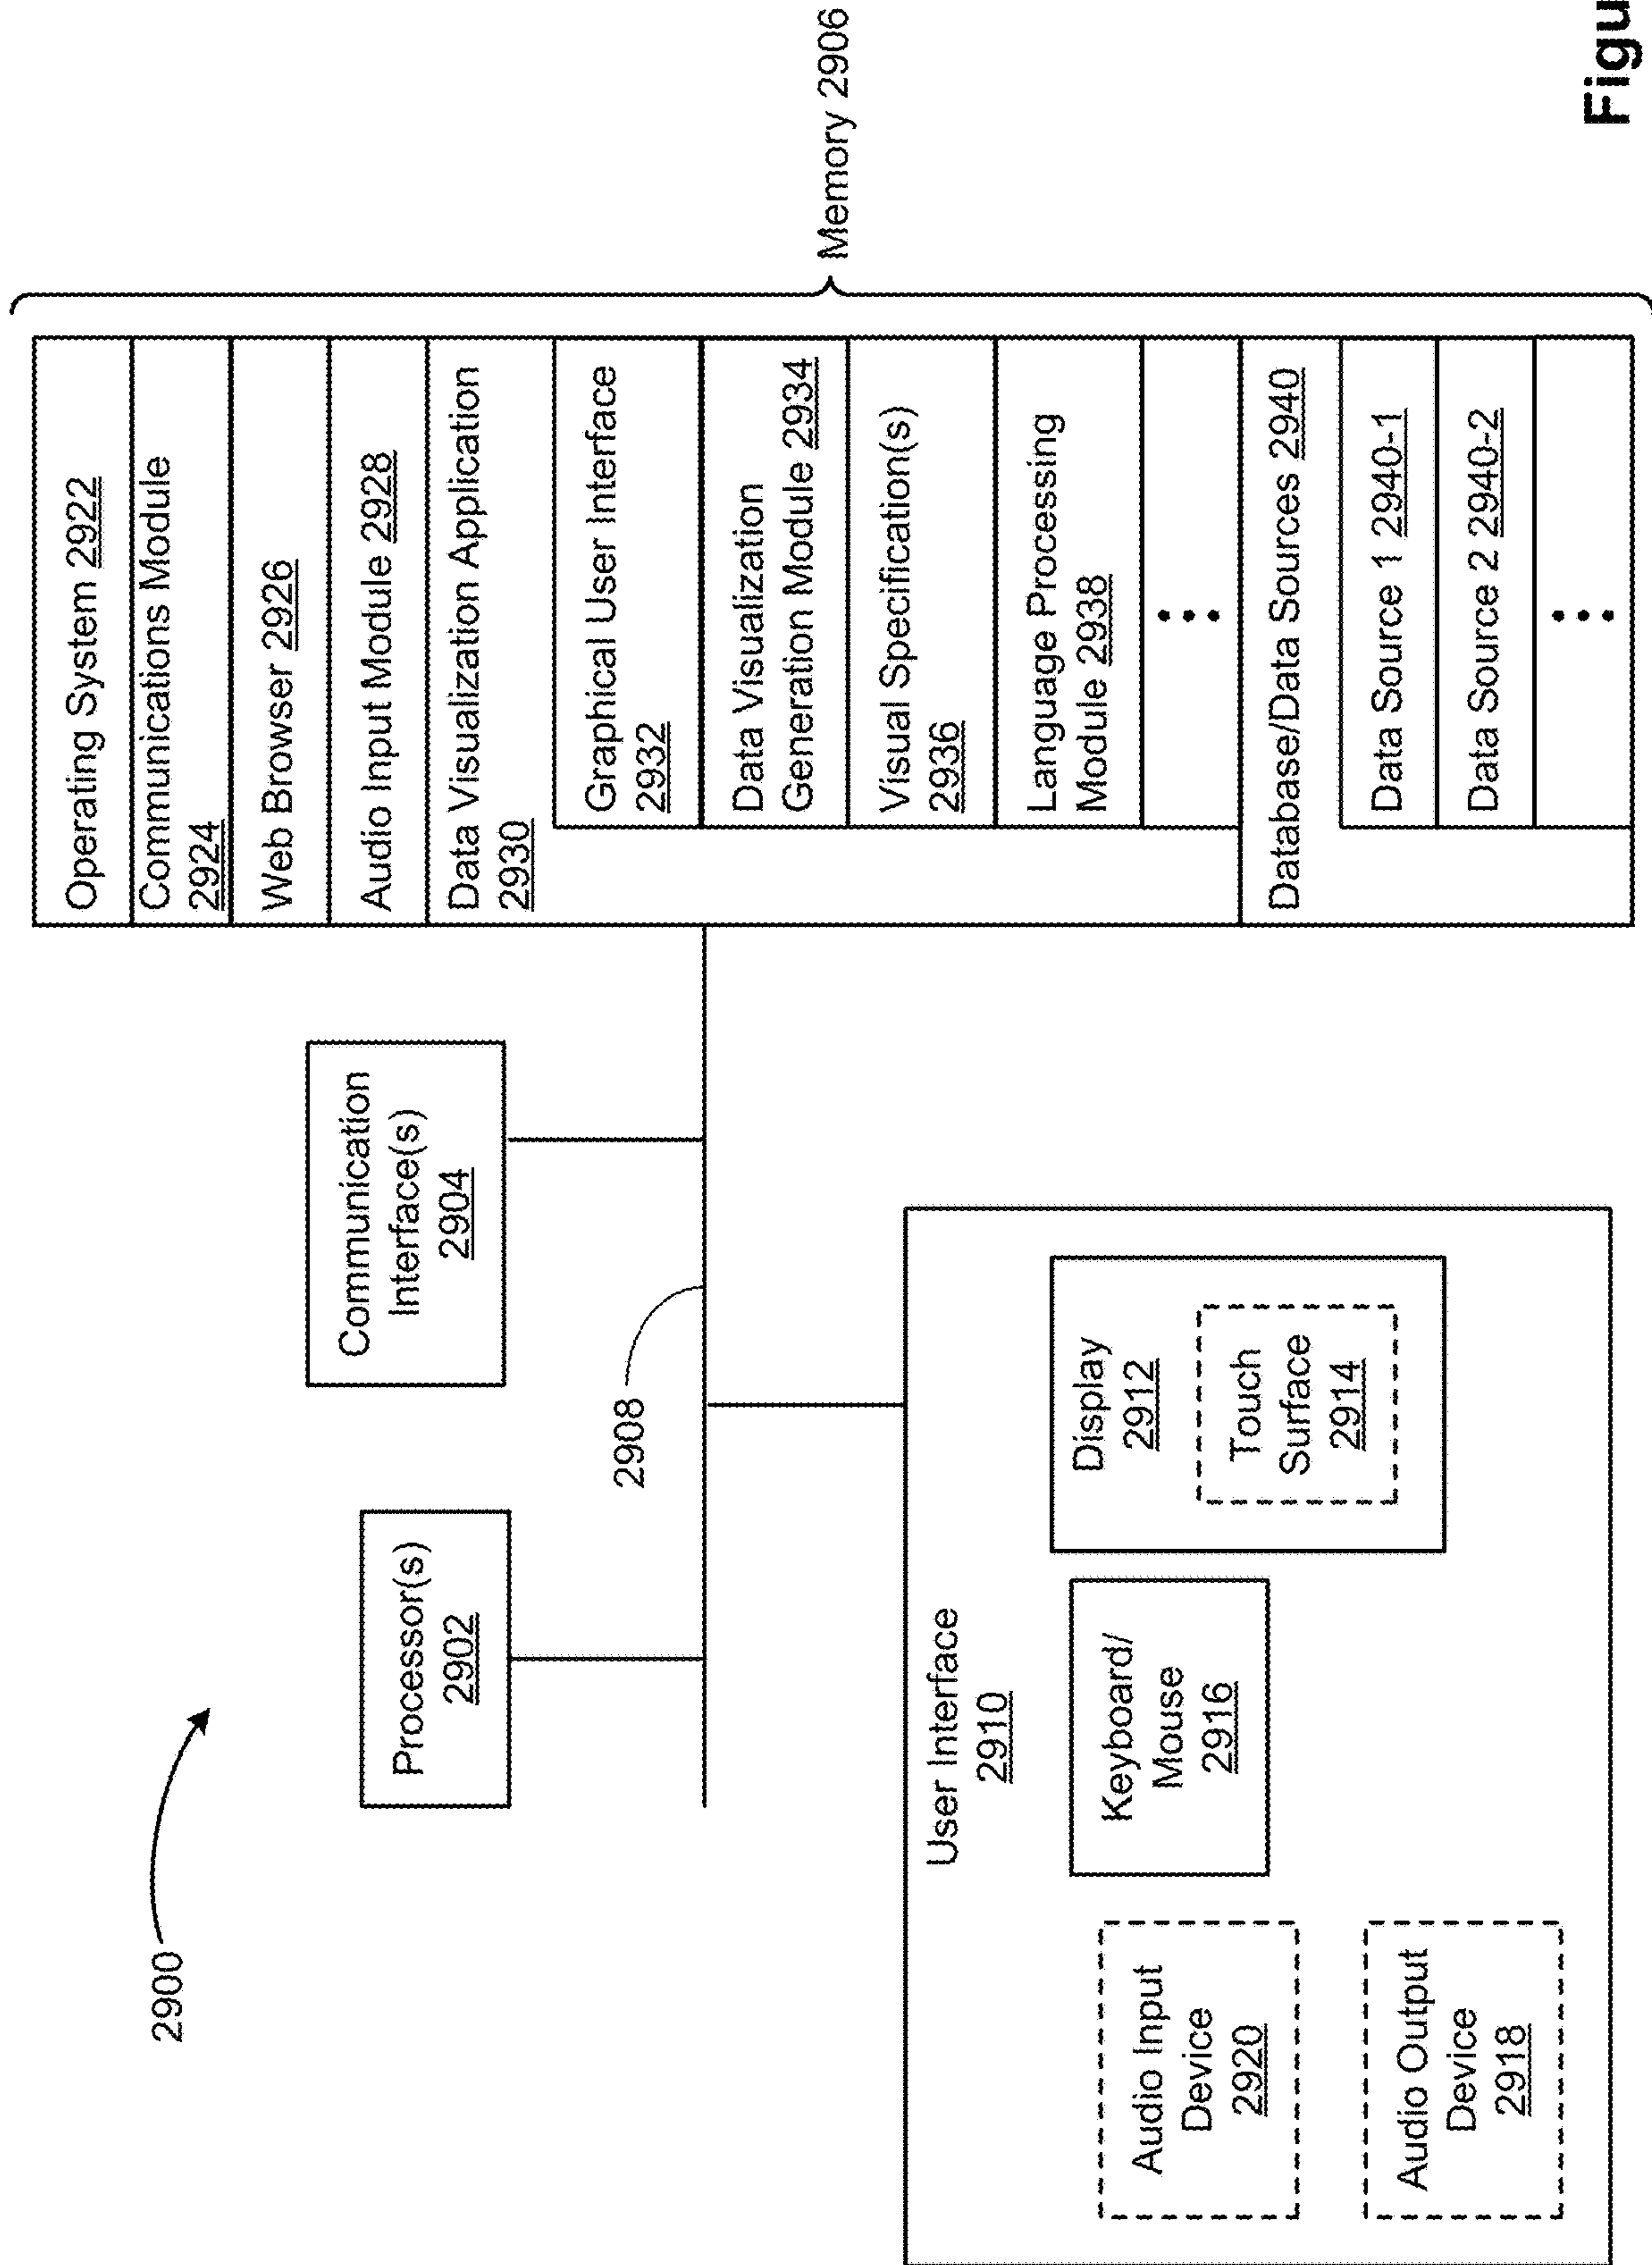 2900
Processor(s)
2902
Communication
Interface(s)
2904
2908
User Interface
2910
Audio Input
Device
2920
Audio Output
Device
2918
Keyboard/
Mouse
2916
Display
2912
Touch
Surface
2914
Operating System 2922
Communications Module
2924
Web Browser 2926
Audio Input Module 2928
Data Visualization Application
2930
Graphical User Interface
2932
Data Visualization
Generation Module 2934
Visual Specification(s)
2936
Language Processing
Module 2938
Database/Data Sources 2940
Data Source 1 2940-1
Data Source 2 2940-2
Memory 2906